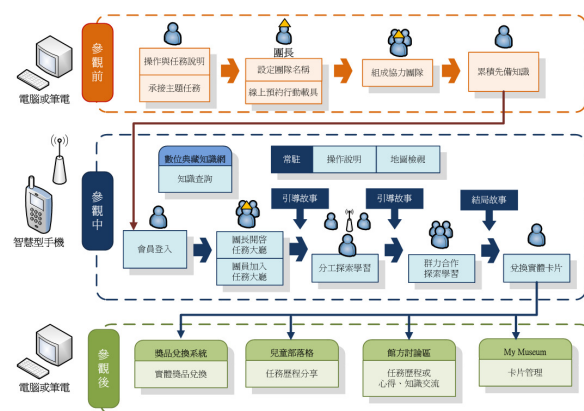 參觀前
電腦或筆電
操作與任務說明
承接主題任務
團長
設定團隊名稱
線上預約行動載具
組成協力團隊
累積先備知識
參觀中
智慧型手機
數位典藏知識網
知識查詢
常駐
操作說明
地圖檢視
引導故事
引導故事
結局故事
會員登入
團長開啓
任務大廳
團員加入
任務大廳
分工探索學習
群力合作
探索學習
兌換實體卡片
參觀後
電腦或筆電
獎品兌換系統
實體獎品兌換
兒童部落格
任務歷程分享
館方討論區
任務歷程或
心得、知識交流
My Museum
卡片管理